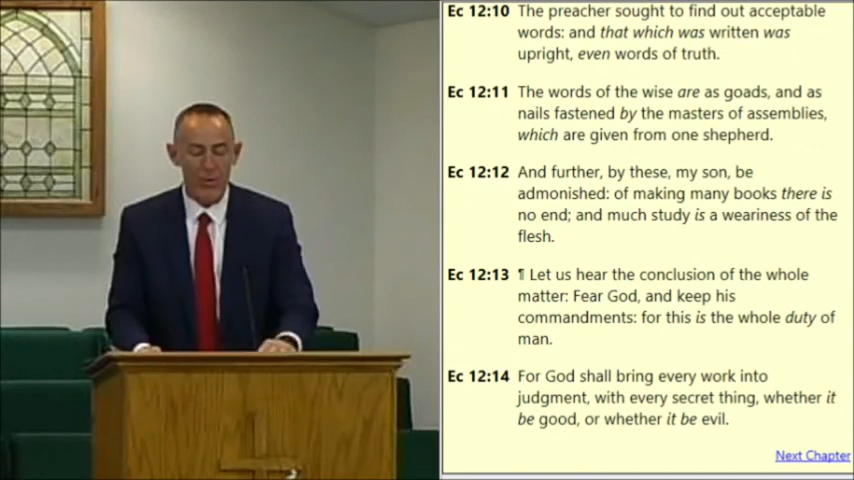 Ec 12:10 The preacher sought to find out acceptable
words: and that which was written was
upright, even words of truth.
Ec 12:11 The words of the wise are as goads, and as
nails fastened by the masters of assemblies,
which are given from one shepherd.
Ec 12:12 And further, by these, my son, be
admonished: of making many books there is
no end; and much study is a weariness of the
flesh.
Ec 12:13 ¶ Let us hear the conclusion of the whole
matter: Fear God, and keep his
commandments: for this is the whole duty of
man.
Ec 12:14 For God shall bring every work into
judgment, with every secret thing, whether it
be good, or whether it be evil.
Next Chapter